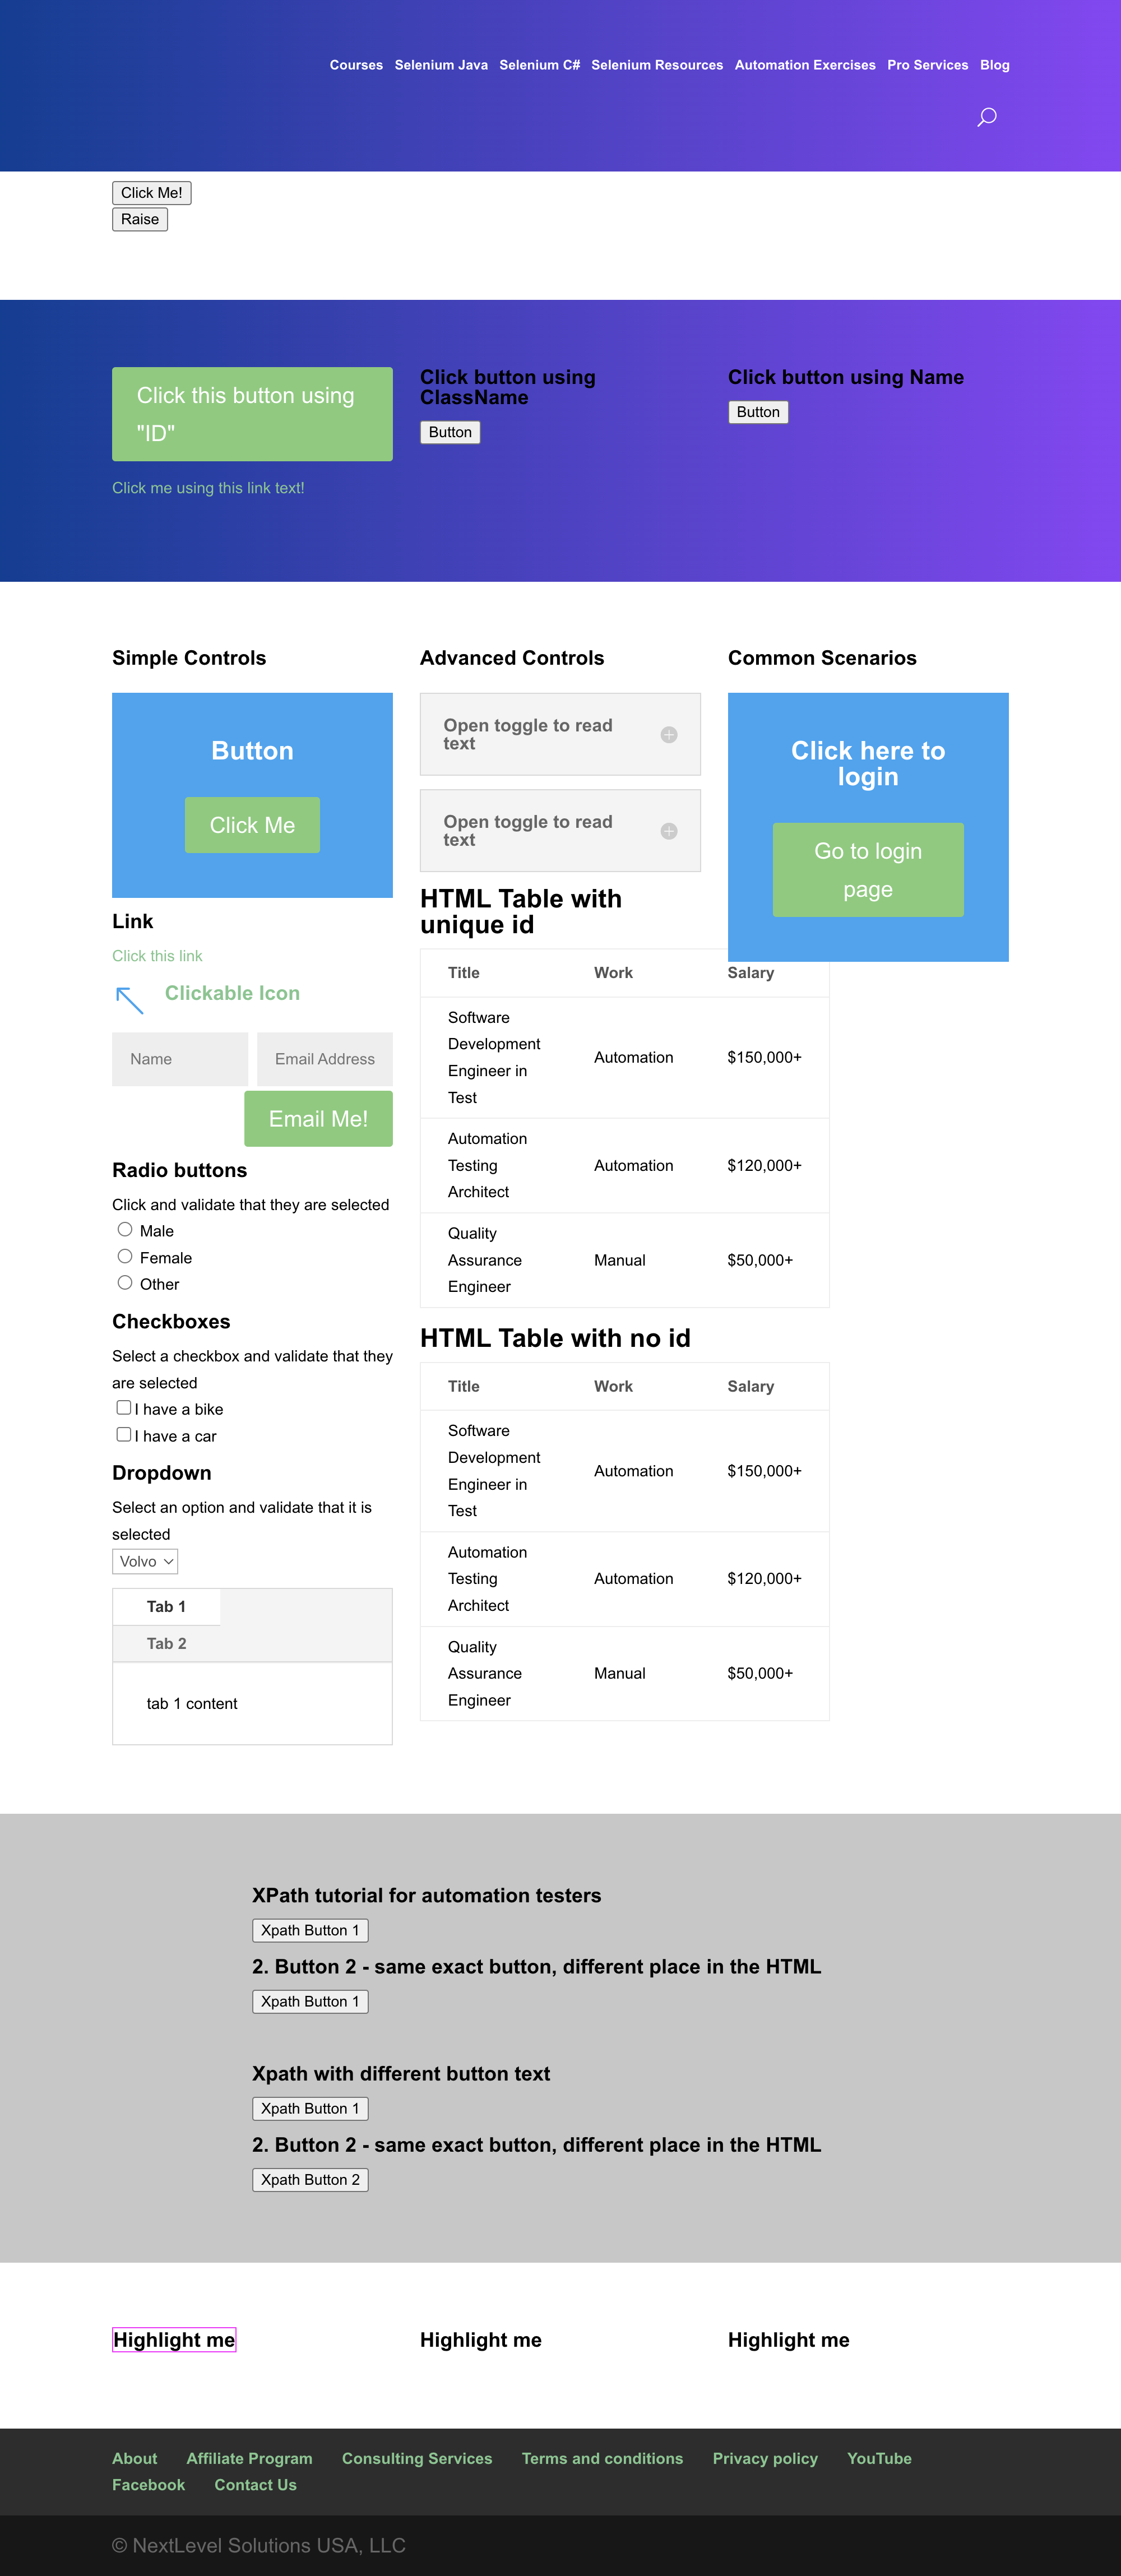 Courses Selenium Java Selenium C# Selenium Resources Automation Exercises Pro Services Blog
Click Me!
Raise
Click this button using
"ID"
Click me using this link text!
Click button using
ClassName
Button
Click button using Name
Button
Simple Controls
Button
Click Me
Link
Click this link
Clickable Icon
Name Email Address
Email Me!
Radio buttons
Click and validate that they are selected
Male
Female
Other
Checkboxes
Select a checkbox and validate that they
are selected
I have a bike
I have a car
Dropdown
Select an option and validate that it is
selected
Volvo
Tab 1
Tab 2
tab 1 content
Advanced Controls
Open toggle to read
text
Open toggle to read
text
HTML Table with
unique id
Title Work Salary
Software
Development
Engineer in
Test
Automation
$150,000+
Automation
Testing
Architect
Automation
$120,000+
Quality
Assurance
Engineer
Manual
$50,000+
HTML Table with no id
Title Work Salary
Software
Development
Engineer in
Test
Automation
$150,000+
Automation
Testing
Architect
Automation
$120,000+
Quality
Assurance
Engineer
Manual
$50,000+
Common Scenarios
Click here to
login
Go to login
page
XPath tutorial for automation testers
Xpath Button 1
2. Button 2 - same exact button, different place in the HTML
Xpath Button 1
Xpath with different button text
Xpath Button 1
2. Button 2 - same exact button, different place in the HTML
Xpath Button 2
Highlight me Highlight me Highlight me
About Affiliate Program Consulting Services Terms and conditions Privacy policy YouTube
Facebook Contact Us
© NextLevel Solutions USA, LLC